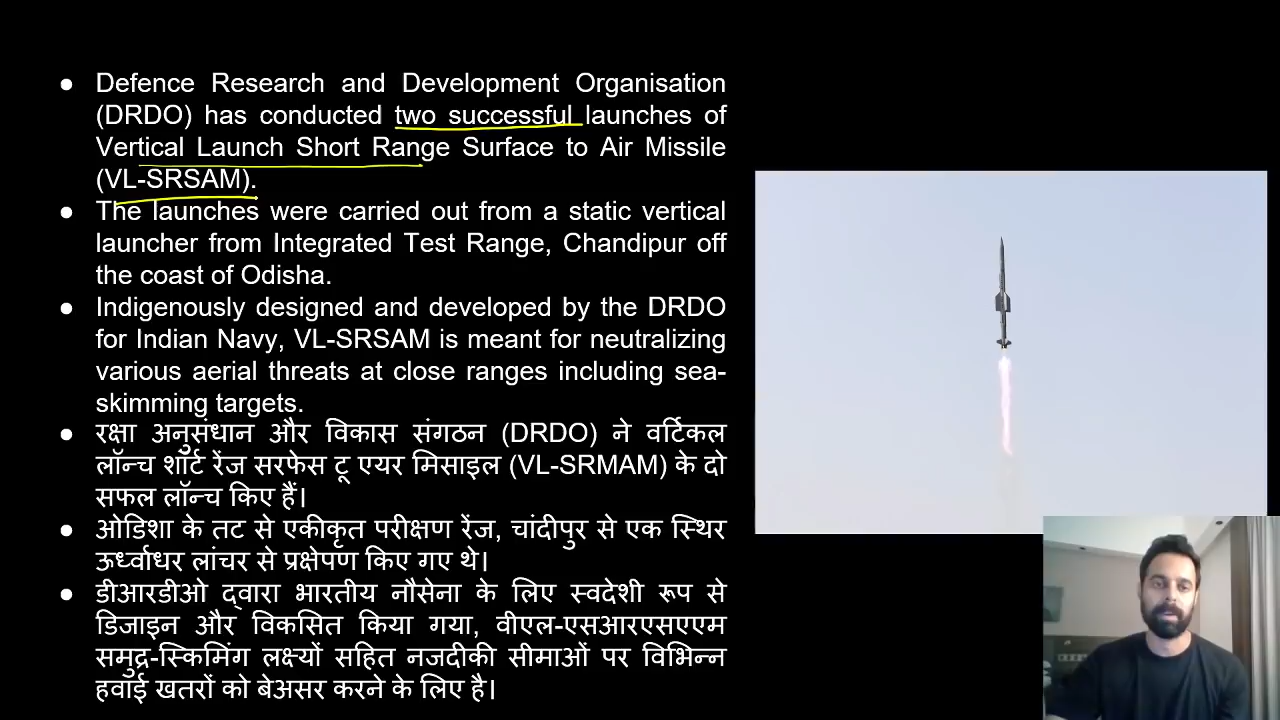 ● Defence Research and Development Organisation
(DRDO) has conducted two successful launches of
Vertical Launch Short Range Surface to Air Missile
(VL-SRSAM).
● The launches were carried out from a static vertical
launcher from Integrated Test Range, Chandipur off
the coast of Odisha.
● Indigenously designed and developed by the DRDO
for Indian Navy, VL-SRSAM is meant for neutralizing
various aerial threats at close ranges including sea-
skimming targets.
● रक्षा अनुसंधान और विकास संगठन (DRDO) ने वर्टिकल
लॉन्च शॉर्ट रेंज सरफेस टू एयर मिसाइल (VL-SRMAM) के दो
सफल लॉन्च किए हैं।
● ओडिशा के तट से एकीकृत परीक्षण रेंज, चांदीपुर से एक स्थिर
ऊर्ध्वाधर लांचर से प्रक्षेपण किए गए थे।
● डीआरडीओ द्वारा भारतीय नौसेना के लिए स्वदेशी रूप से
डिजाइन और विकसित किया गया, वीएल-एसआरएसएएम
समुद्र-स्किमिंग लक्ष्यों सहित नजदीकी सीमाओं पर विभिन्न
हवाई खतरों को बेअसर करने के लिए है।